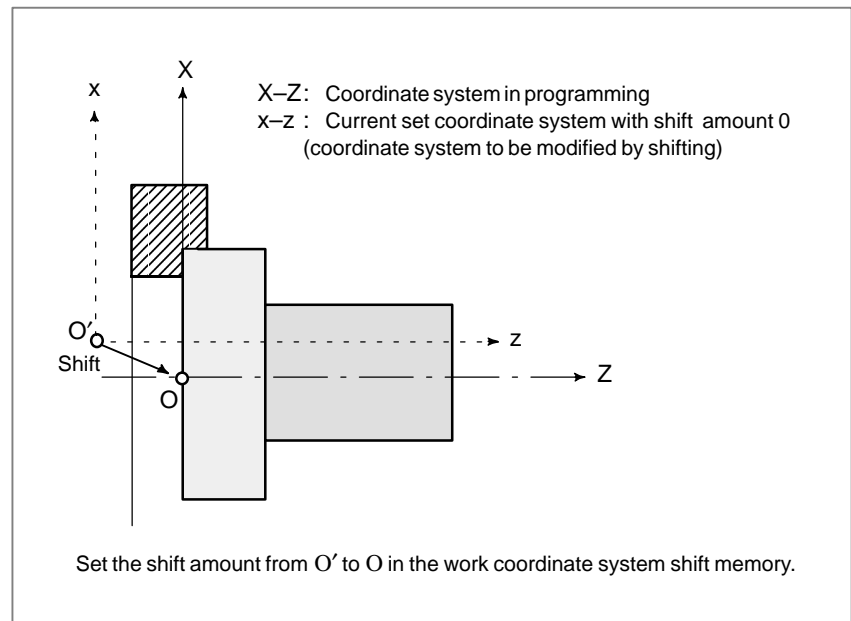 X
x
X–Z: Coordinate system in programming
x–z : Current set coordinate system with shift amount 0
(coordinate system to be modified by shifting)
O′
z
Shift
Z
O
Set the shift amount from O′ to O in the work coordinate system shift memory.